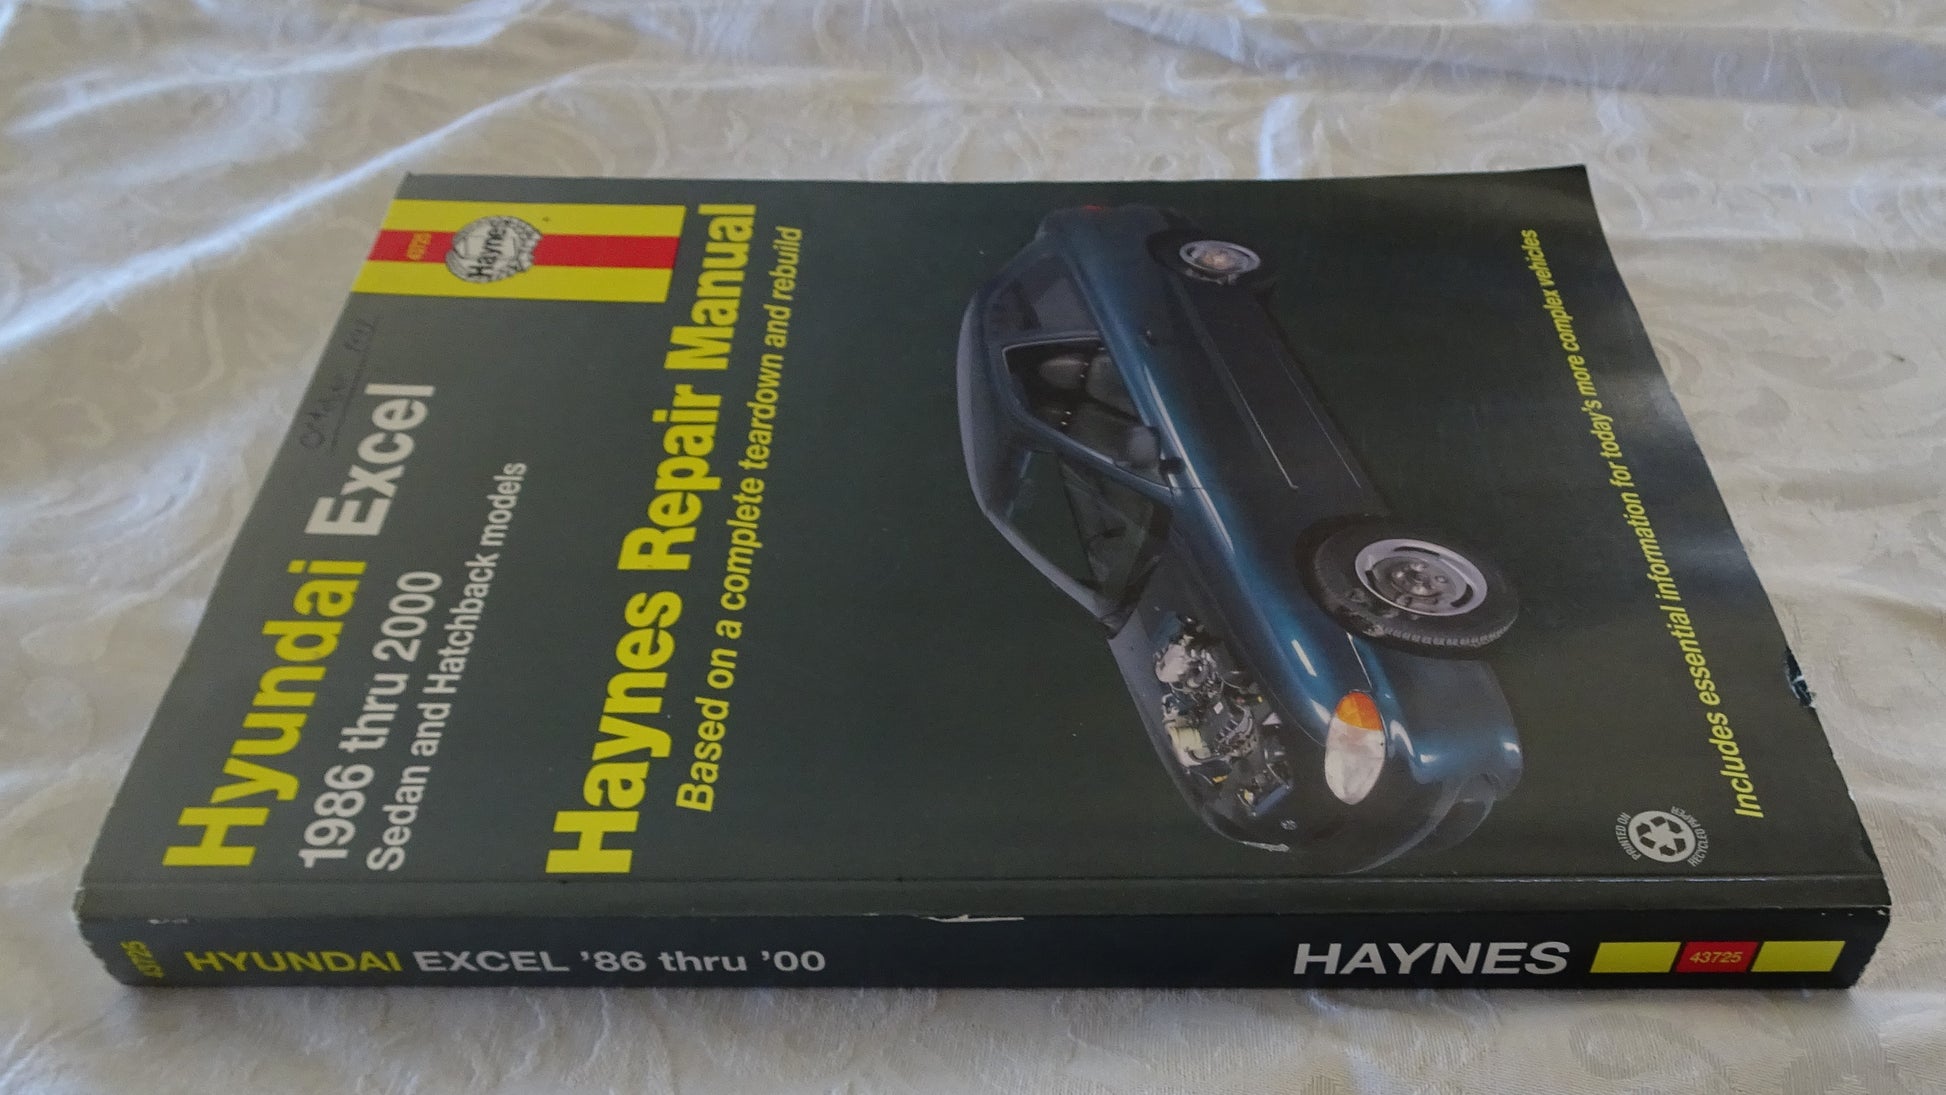 43725
Haynes
Hyundai Excel
1986 thru 2000
Sedan and Hatchback models
Haynes Repair Manual
Based on a complete teardown and rebuild
Includes essential information for today's more complex vehicles
PRINTED ON
RECYCLED PAPER
43725
HYUNDAI EXCEL '86 thru '00
HAYNES
43725